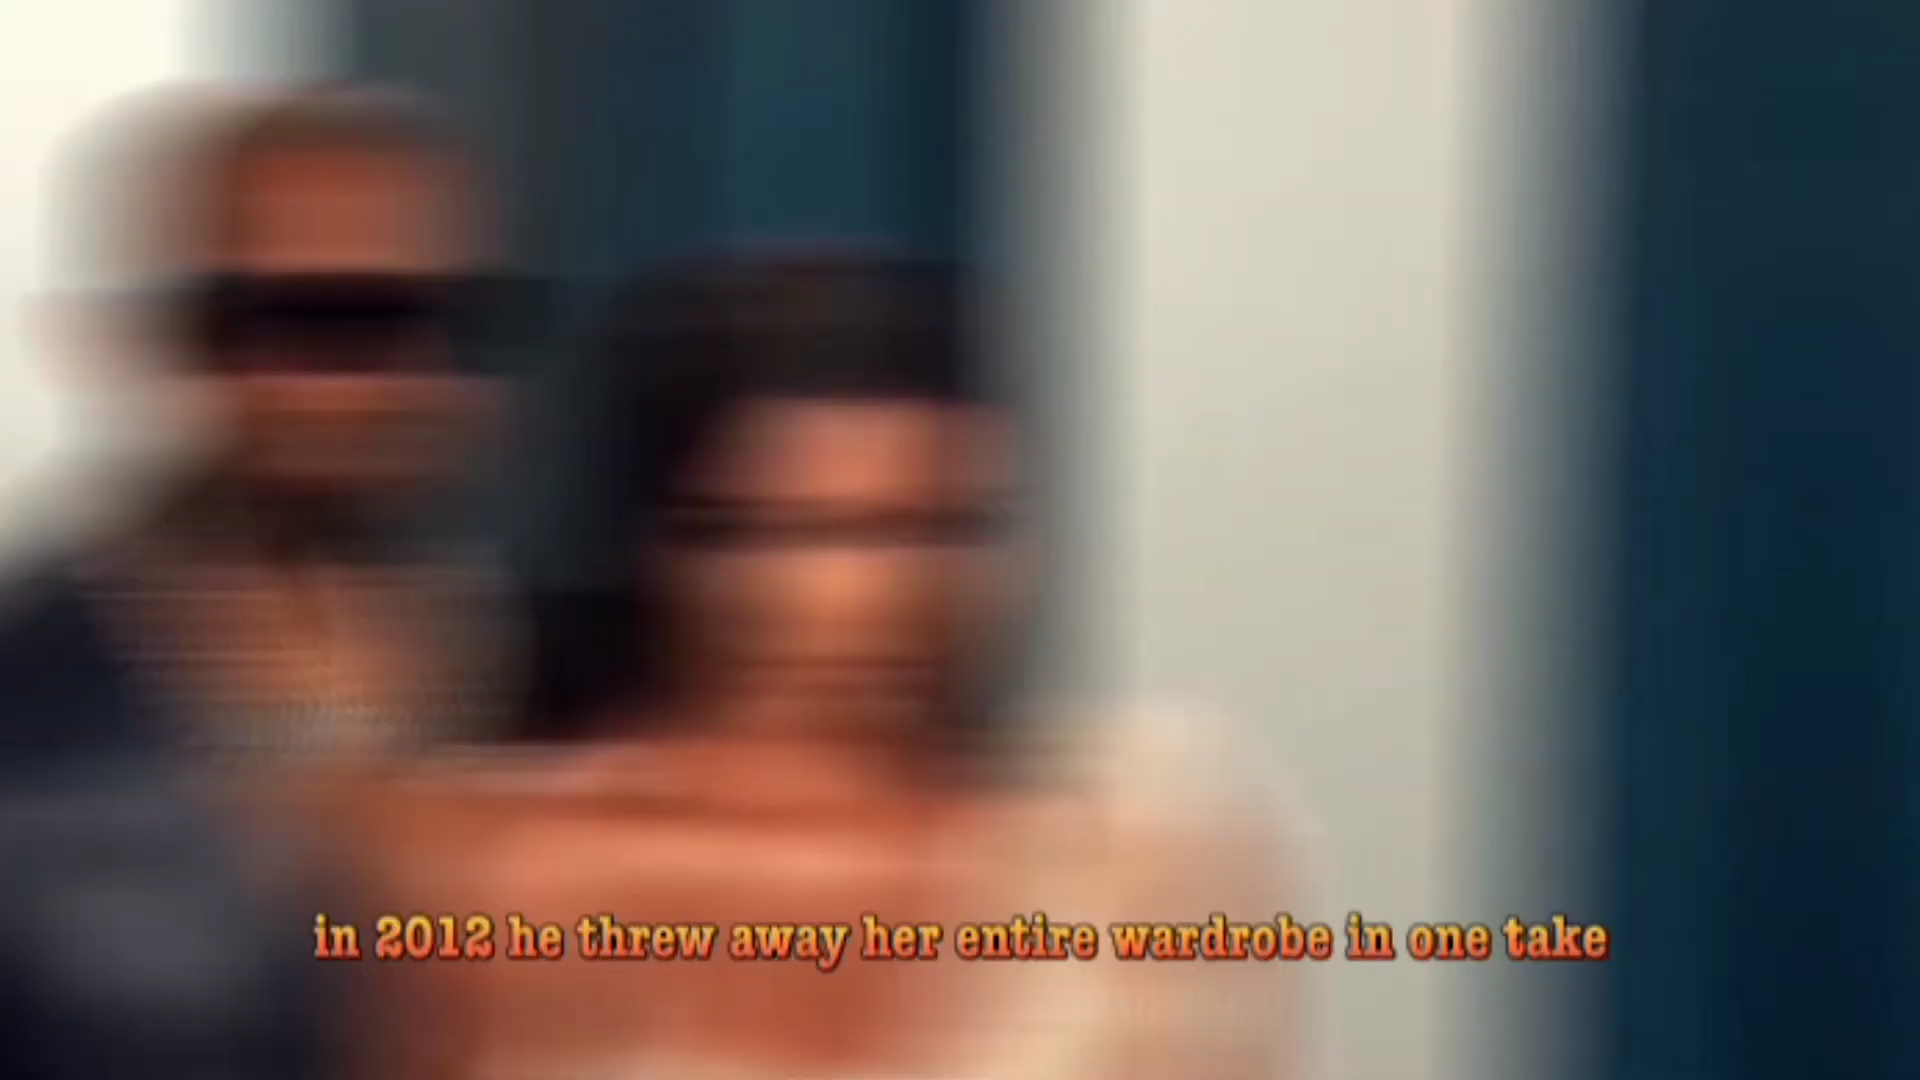 in 2012 he threw away her entire wardrobe in one take